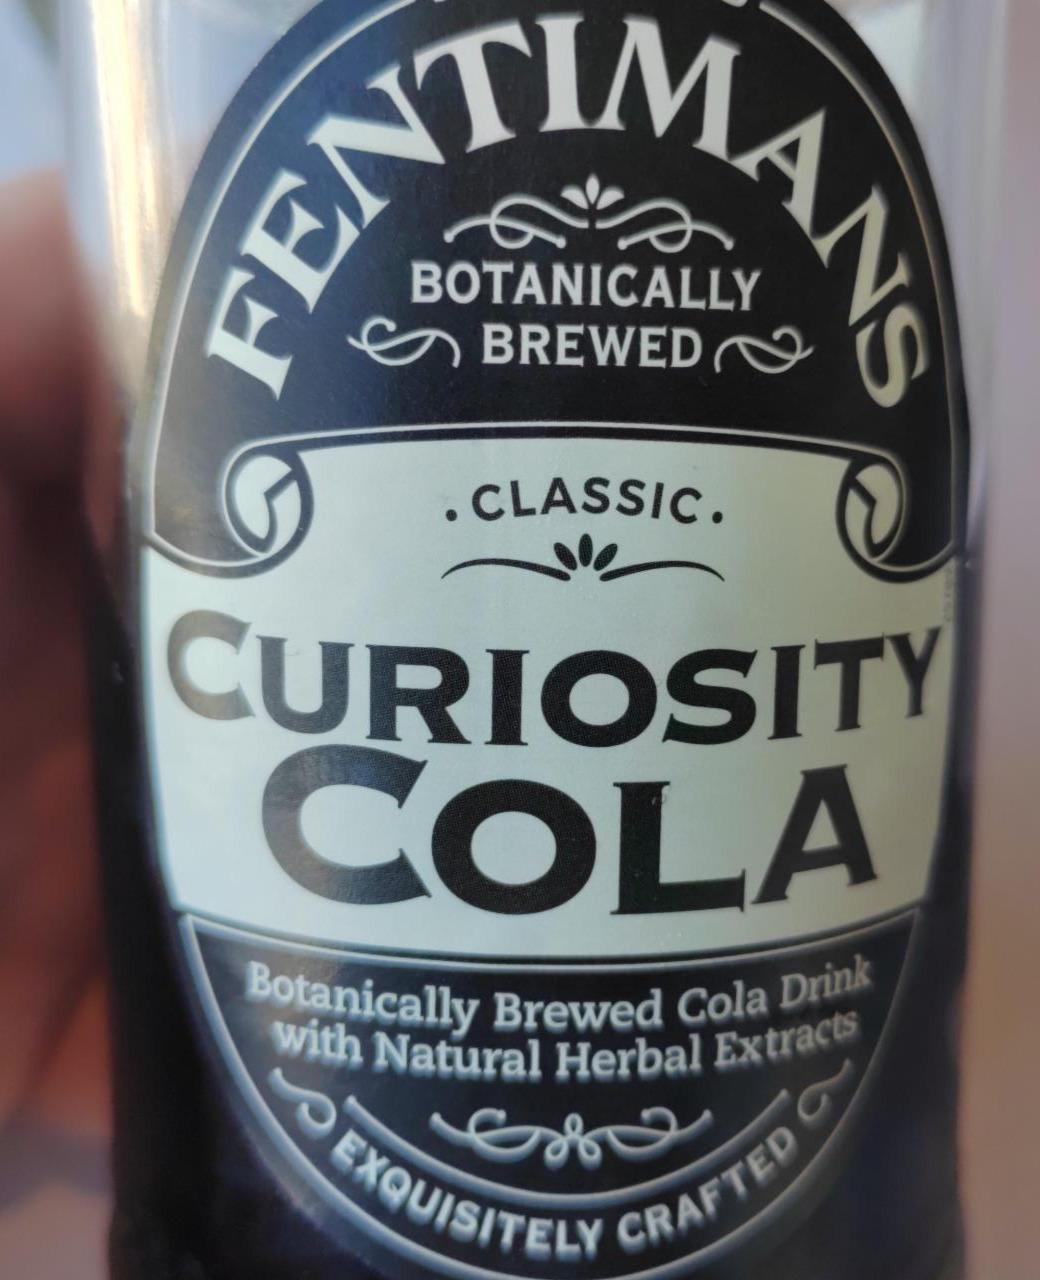 FENTIMANS
BOTANICALLY
BREWED
· CLASSIC ·
CURIOSITY
COLA
Botanically Brewed Cola Drink
with Natural Herbal Extracts
EXQUISITELY CRAFTED